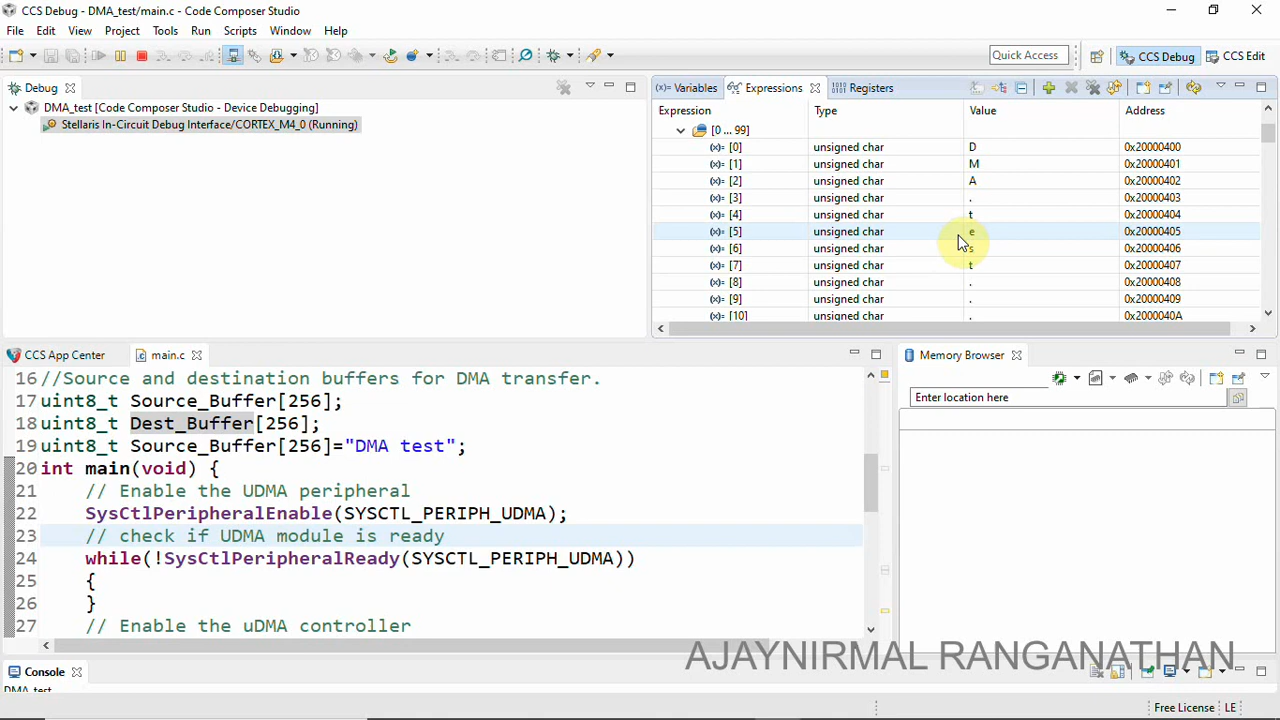 CCS Debug - DMA_test/main.c - Code Composer Studio
File Edit View Project Tools Run Scripts Window Help
Quick Access CCS Debug CCS Edit
Debug
DMA_test [Code Composer Studio - Device Debugging]
Stellaris In-Circuit Debug Interface/CORTEX_M4_0 (Running)
(x)= Variables Expressions Registers
Expression Type Value Address
[0 ... 99]
(x)= [0] unsigned char D 0x20000400
(x)= [1] unsigned char M 0x20000401
(x)= [2] unsigned char A 0x20000402
(x)= [3] unsigned char . 0x20000403
(x)= [4] unsigned char t 0x20000404
(x)= [5] unsigned char e 0x20000405
(x)= [6] unsigned char s 0x20000406
(x)= [7] unsigned char t 0x20000407
(x)= [8] unsigned char . 0x20000408
(x)= [9] unsigned char . 0x20000409
(x)= [10] unsigned char . 0x2000040A
CCS App Center main.c
16 //Source and destination buffers for DMA transfer.
17 uint8_t Source_Buffer[256];
18 uint8_t Dest_Buffer[256];
19 uint8_t Source_Buffer[256]="DMA test";
20 int main(void) {
21 // Enable the UDMA peripheral
22 SysCtlPeripheralEnable(SYSCTL_PERIPH_UDMA);
23 // check if UDMA module is ready
24 while(!SysCtlPeripheralReady(SYSCTL_PERIPH_UDMA))
25 {
26 }
27 // Enable the uDMA controller
Memory Browser
Enter location here
AJAYNIRMAL RANGANATHAN
Console
DMA_test
Free License LE